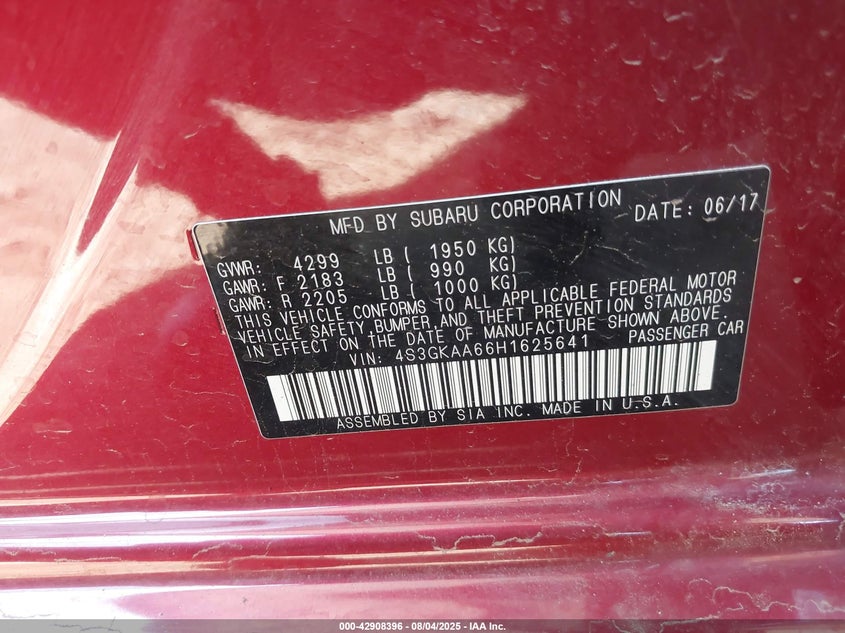 MFD BY SUBARU CORPORATION DATE: 06/17
GVWR: 4299 LB ( 1950 KG)
GAWR: F 2183 LB ( 990 KG)
GAWR: R 2205 LB ( 1000 KG)
THIS VEHICLE CONFORMS TO ALL APPLICABLE FEDERAL MOTOR
VEHICLE SAFETY, BUMPER, AND THEFT PREVENTION STANDARDS
IN EFFECT ON THE DATE OF MANUFACTURE SHOWN ABOVE.
VIN: 4S3GKAA66H1625641 PASSENGER CAR
ASSEMBLED BY SIA INC. MADE IN U.S.A.
000-42908396 - 08/04/2025 - IAA Inc.